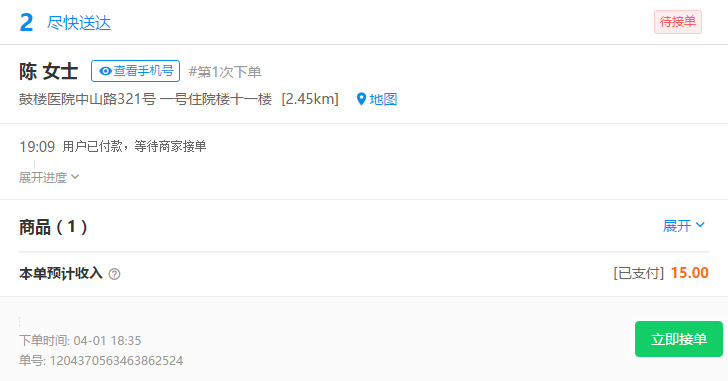 2 尽快送达 待接单
陈 女士 查看手机号 #第1次下单
鼓楼医院中山路321号 一号住院楼十一楼 [2.45km] 地图
19:09 用户已付款，等待商家接单
展开进度
商品（1） 展开
本单预计收入 [已支付] 15.00
下单时间: 04-01 18:35
立即接单
单号: 1204370563463862524